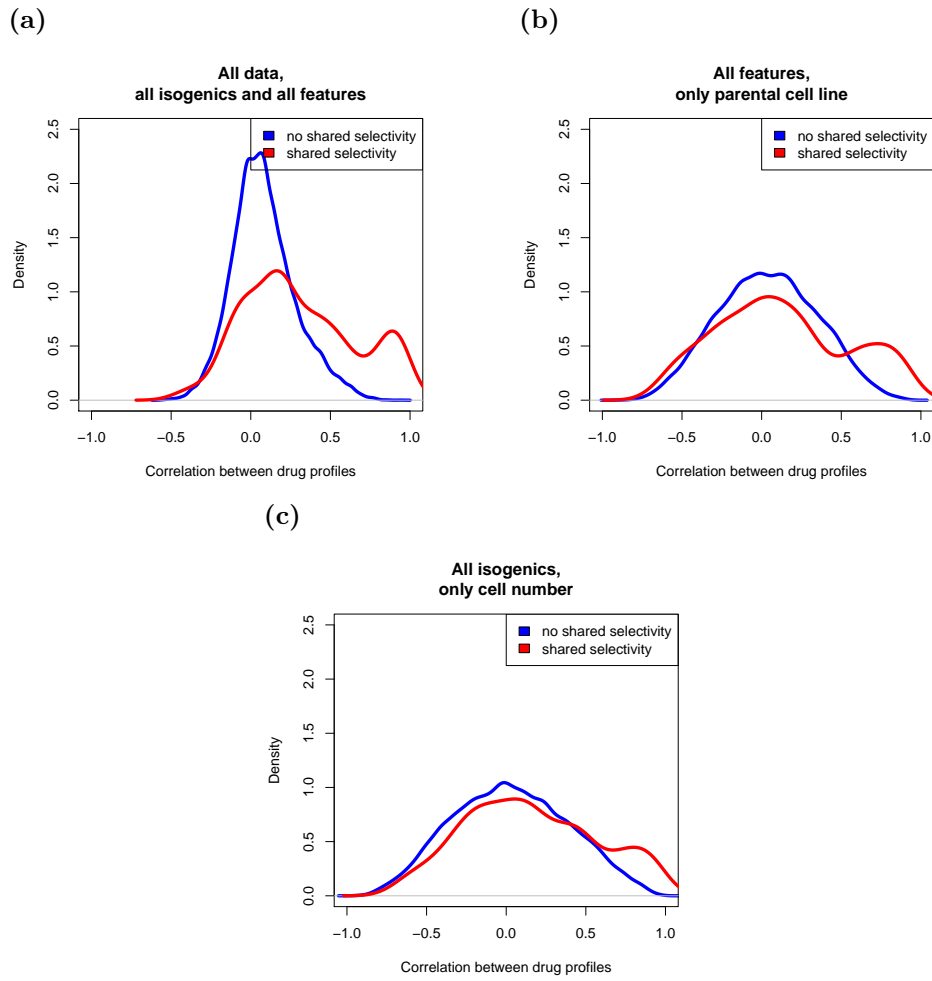 (a)
All data,
all isogenics and all features
no shared selectivity
shared selectivity
Density
0.0 0.5 1.0 1.5 2.0 2.5
−1.0 −0.5 0.0 0.5 1.0
Correlation between drug profiles
(b)
All features,
only parental cell line
no shared selectivity
shared selectivity
Density
0.0 0.5 1.0 1.5 2.0 2.5
−1.0 −0.5 0.0 0.5 1.0
Correlation between drug profiles
(c)
All isogenics,
only cell number
no shared selectivity
shared selectivity
Density
0.0 0.5 1.0 1.5 2.0 2.5
−1.0 −0.5 0.0 0.5 1.0
Correlation between drug profiles